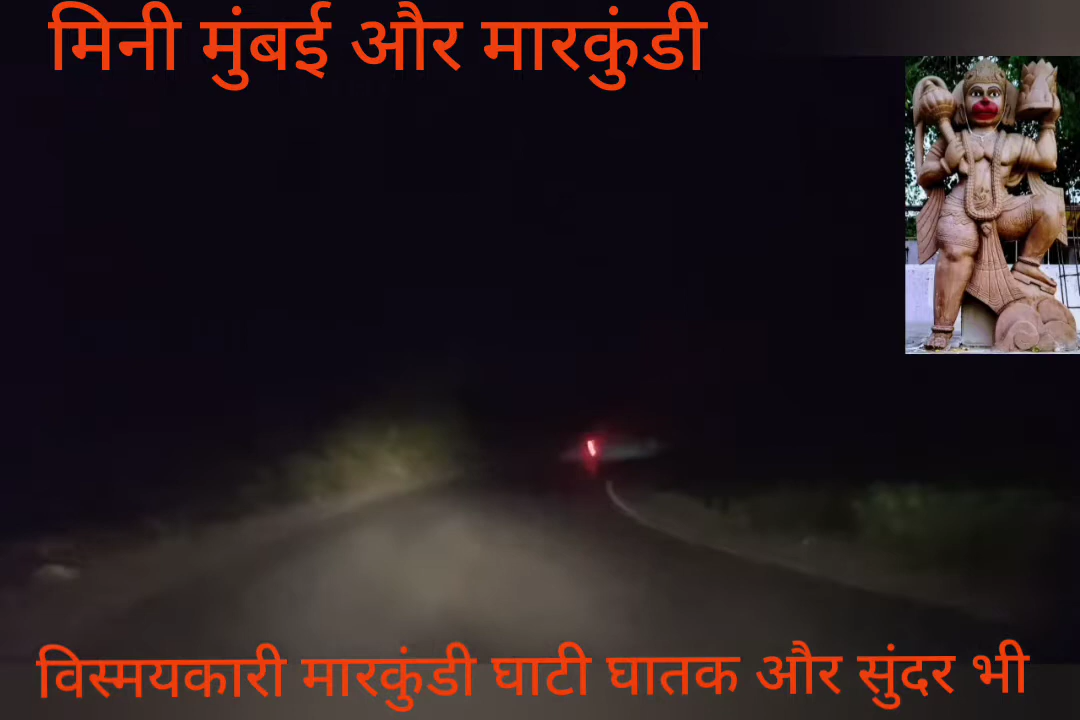 मिनी मुंबई और मारकुंडी
विस्मयकारी मारकुंडी घाटी घातक और सुंदर भी